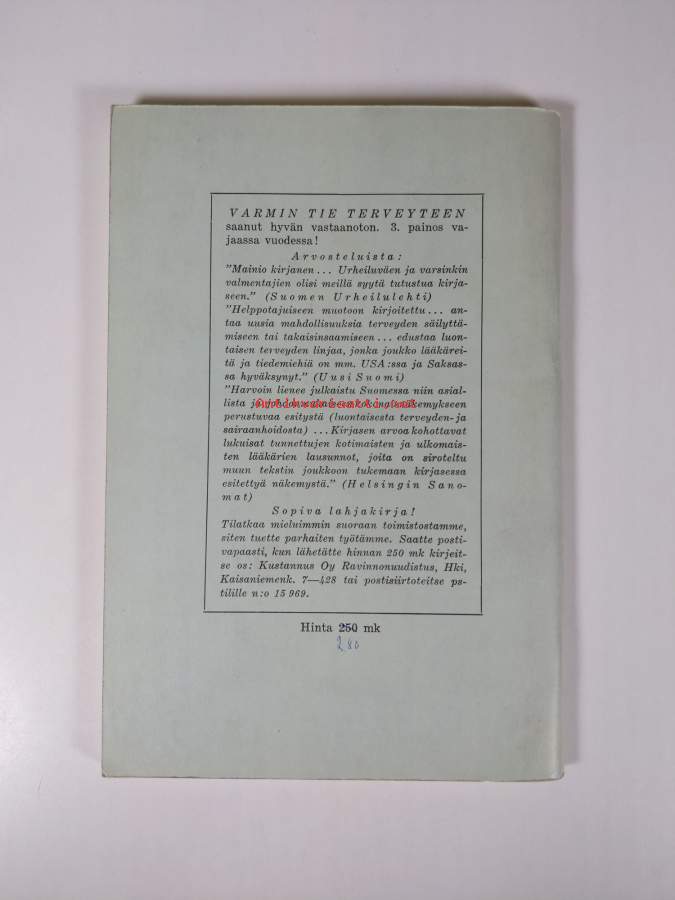 VARMIN TIE TERVEYTEEN
saanut hyvän vastaanoton. 3. painos va-
jaassa vuodessa!
Arvosteluista:
"Mainio kirjanen... Urheiluväen ja varsinkin
valmentajien olisi meillä syytä tutustua kirja-
seen." (Suomen Urheilulehti)
"Helppotajuiseen muotoon kirjoitettu... an-
taa uusia mahdollisuuksia terveyden säilyttä-
miseen tai takaisinsaamiseen... edustaa luon-
taisen terveyden linjaa, jonka joukko lääkärei-
tä ja tiedemiehiä on mm. USA:ssa ja Saksas-
sa hyväksynyt." (Uusi Suomi)
"Harvoin lienee julkaistu Suomessa niin asial-
lista ja
perustuvaa esitystä (luontaisesta terveyden- ja
sairaanhoidosta) ... Kirjasen arvoa kohottavat
lukuisat tunnettujen kotimaisten ja ulkomais-
ten lääkärien lausunnot, joita on siroteltu
muun tekstin joukkoon tukemaan kirjasessa
esitettyä näkemystä." (Helsingin Sano-
mat)
Sopiva lahjakirja!
Tilatkaa mieluimmin suoraan toimistostamme,
siten tuette parhaiten työtämme. Saatte posti-
vapaasti, kun lähetätte hinnan 250 mk kirjeit-
se os: Kustannus Oy Ravinnonuudistus, Hki,
Kaisaniemenk. 7—428 tai postisiirtoteitse ps-
tilille n:o 15 969.
Hinta 250 mk
280